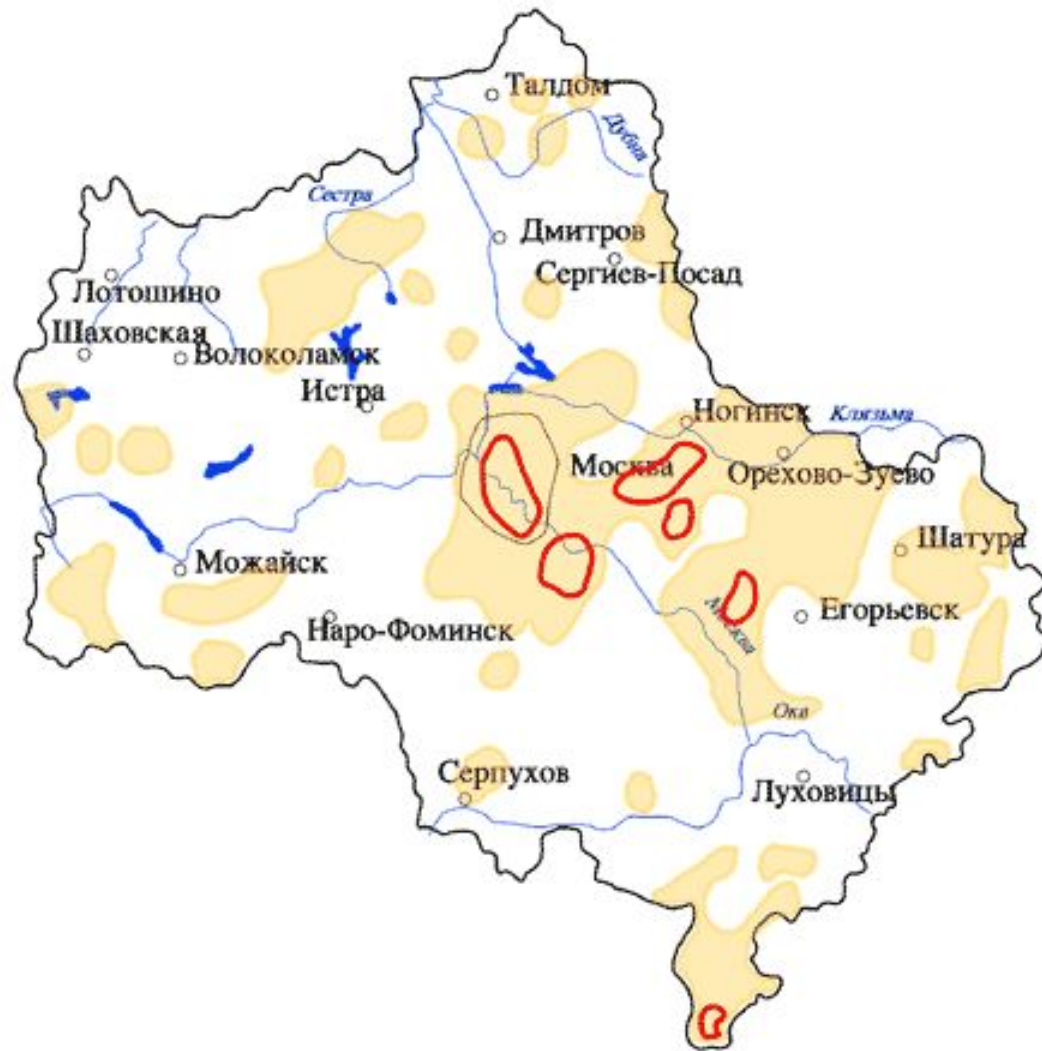 Талдом
Дубна
Сестра
Дмитров
Сергиев-Посад
Лотошино
Шаховская
Волоколамск
Истра
Ногинск
Клязьма
Москва
Орехово-Зуево
Шатура
Можайск
Егорьевск
Москва
Наро-Фоминск
Ока
Серпухов
Луховицы